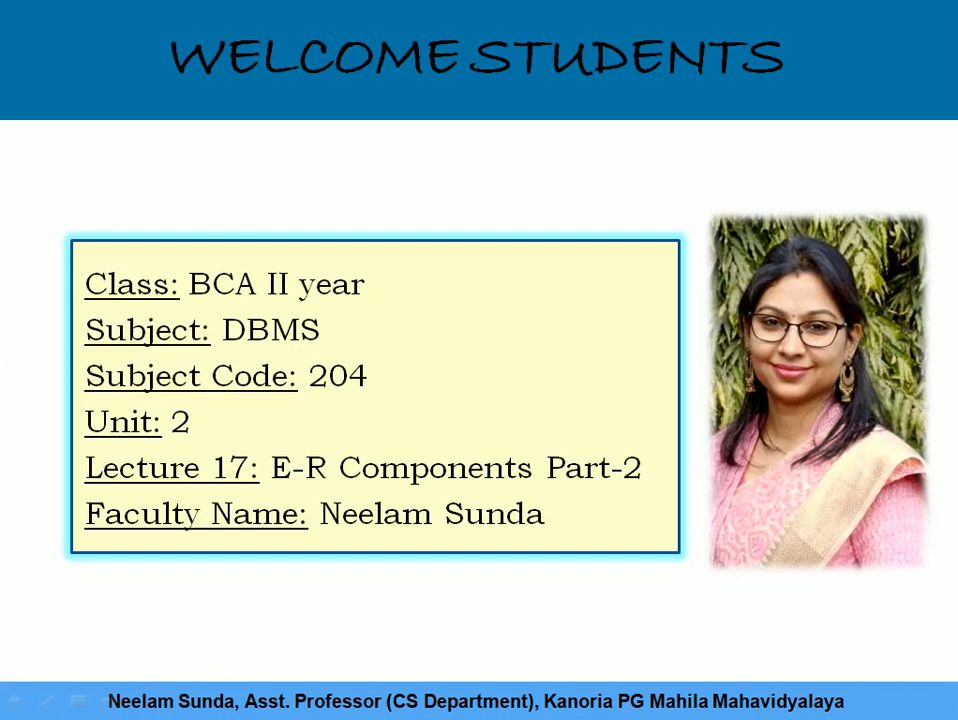 WELCOME STUDENTS
Class: BCA II year
Subject: DBMS
Subject Code: 204
Unit: 2
Lecture 17: E-R Components Part-2
Faculty Name: Neelam Sunda
Neelam Sunda, Asst. Professor (CS Department), Kanoria PG Mahila Mahavidyalaya